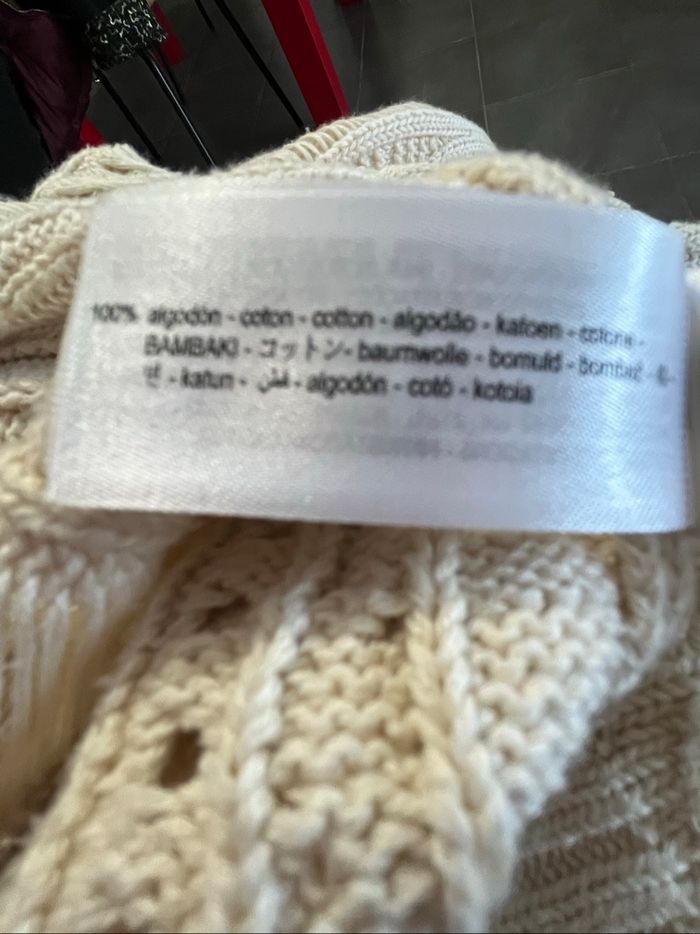 100% algodón - coton - cotton - algodão - katoen - cotone -
BAMBAKI - コットン - baumwolle - bomuld -
면 - katun - قطن - algodón - cotó - kotoia